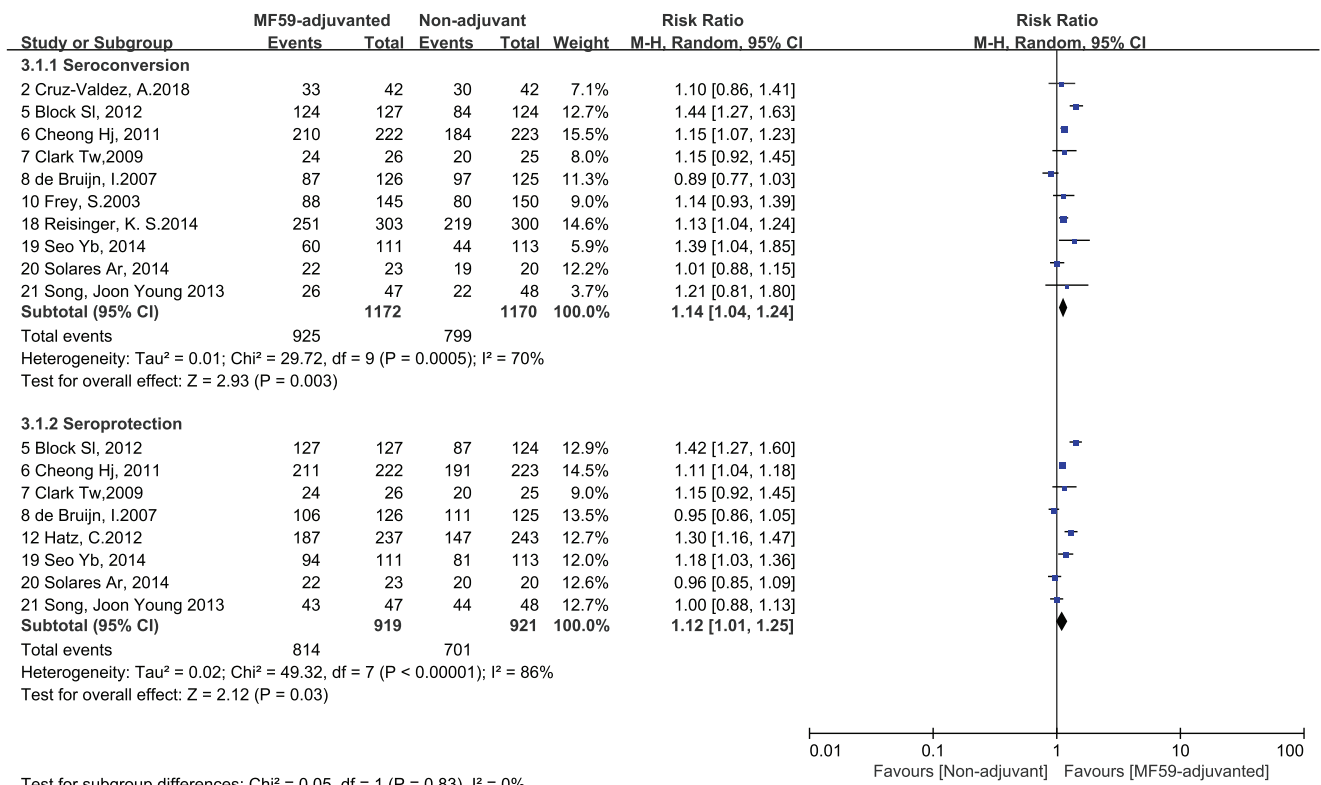 MF59-adjuvanted Non-adjuvant Risk Ratio Risk Ratio
Study or Subgroup Events Total Events Total Weight M-H, Random, 95% CI M-H, Random, 95% CI
3.1.1 Seroconversion
2 Cruz-Valdez, A.2018 33 42 30 42 7.1% 1.10 [0.86, 1.41]
5 Block Sl, 2012 124 127 84 124 12.7% 1.44 [1.27, 1.63]
6 Cheong Hj, 2011 210 222 184 223 15.5% 1.15 [1.07, 1.23]
7 Clark Tw,2009 24 26 20 25 8.0% 1.15 [0.92, 1.45]
8 de Bruijn, I.2007 87 126 97 125 11.3% 0.89 [0.77, 1.03]
10 Frey, S.2003 88 145 80 150 9.0% 1.14 [0.93, 1.39]
18 Reisinger, K. S.2014 251 303 219 300 14.6% 1.13 [1.04, 1.24]
19 Seo Yb, 2014 60 111 44 113 5.9% 1.39 [1.04, 1.85]
20 Solares Ar, 2014 22 23 19 20 12.2% 1.01 [0.88, 1.15]
21 Song, Joon Young 2013 26 47 22 48 3.7% 1.21 [0.81, 1.80]
Subtotal (95% CI) 1172 1170 100.0% 1.14 [1.04, 1.24]
Total events 925 799
Heterogeneity: Tau² = 0.01; Chi² = 29.72, df = 9 (P = 0.0005); I² = 70%
Test for overall effect: Z = 2.93 (P = 0.003)
3.1.2 Seroprotection
5 Block Sl, 2012 127 127 87 124 12.9% 1.42 [1.27, 1.60]
6 Cheong Hj, 2011 211 222 191 223 14.5% 1.11 [1.04, 1.18]
7 Clark Tw,2009 24 26 20 25 9.0% 1.15 [0.92, 1.45]
8 de Bruijn, I.2007 106 126 111 125 13.5% 0.95 [0.86, 1.05]
12 Hatz, C.2012 187 237 147 243 12.7% 1.30 [1.16, 1.47]
19 Seo Yb, 2014 94 111 81 113 12.0% 1.18 [1.03, 1.36]
20 Solares Ar, 2014 22 23 20 20 12.6% 0.96 [0.85, 1.09]
21 Song, Joon Young 2013 43 47 44 48 12.7% 1.00 [0.88, 1.13]
Subtotal (95% CI) 919 921 100.0% 1.12 [1.01, 1.25]
Total events 814 701
Heterogeneity: Tau² = 0.02; Chi² = 49.32, df = 7 (P < 0.00001); I² = 86%
Test for overall effect: Z = 2.12 (P = 0.03)
0.01 0.1 1 10 100
Favours [Non-adjuvant] Favours [MF59-adjuvanted]
Test for subgroup differences: Chi² = 0.05, df = 1 (P = 0.83), I² = 0%